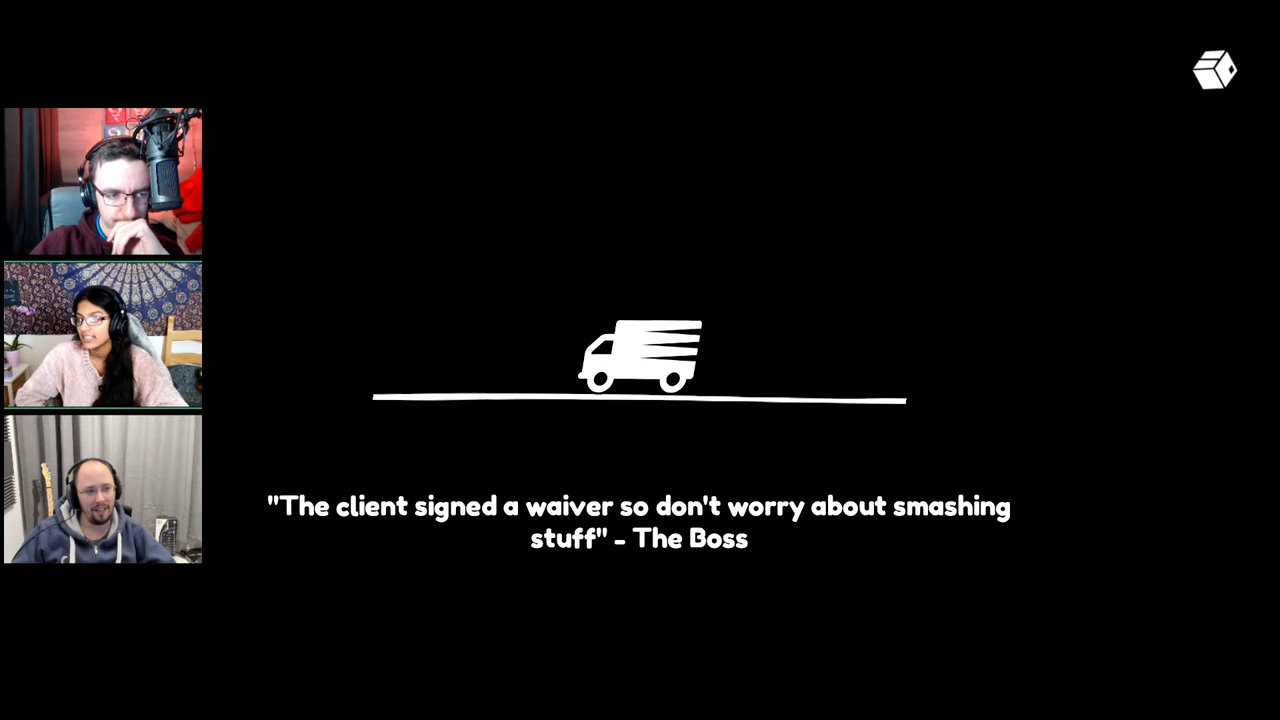 "The client signed a waiver so don't worry about smashing
stuff" - The Boss